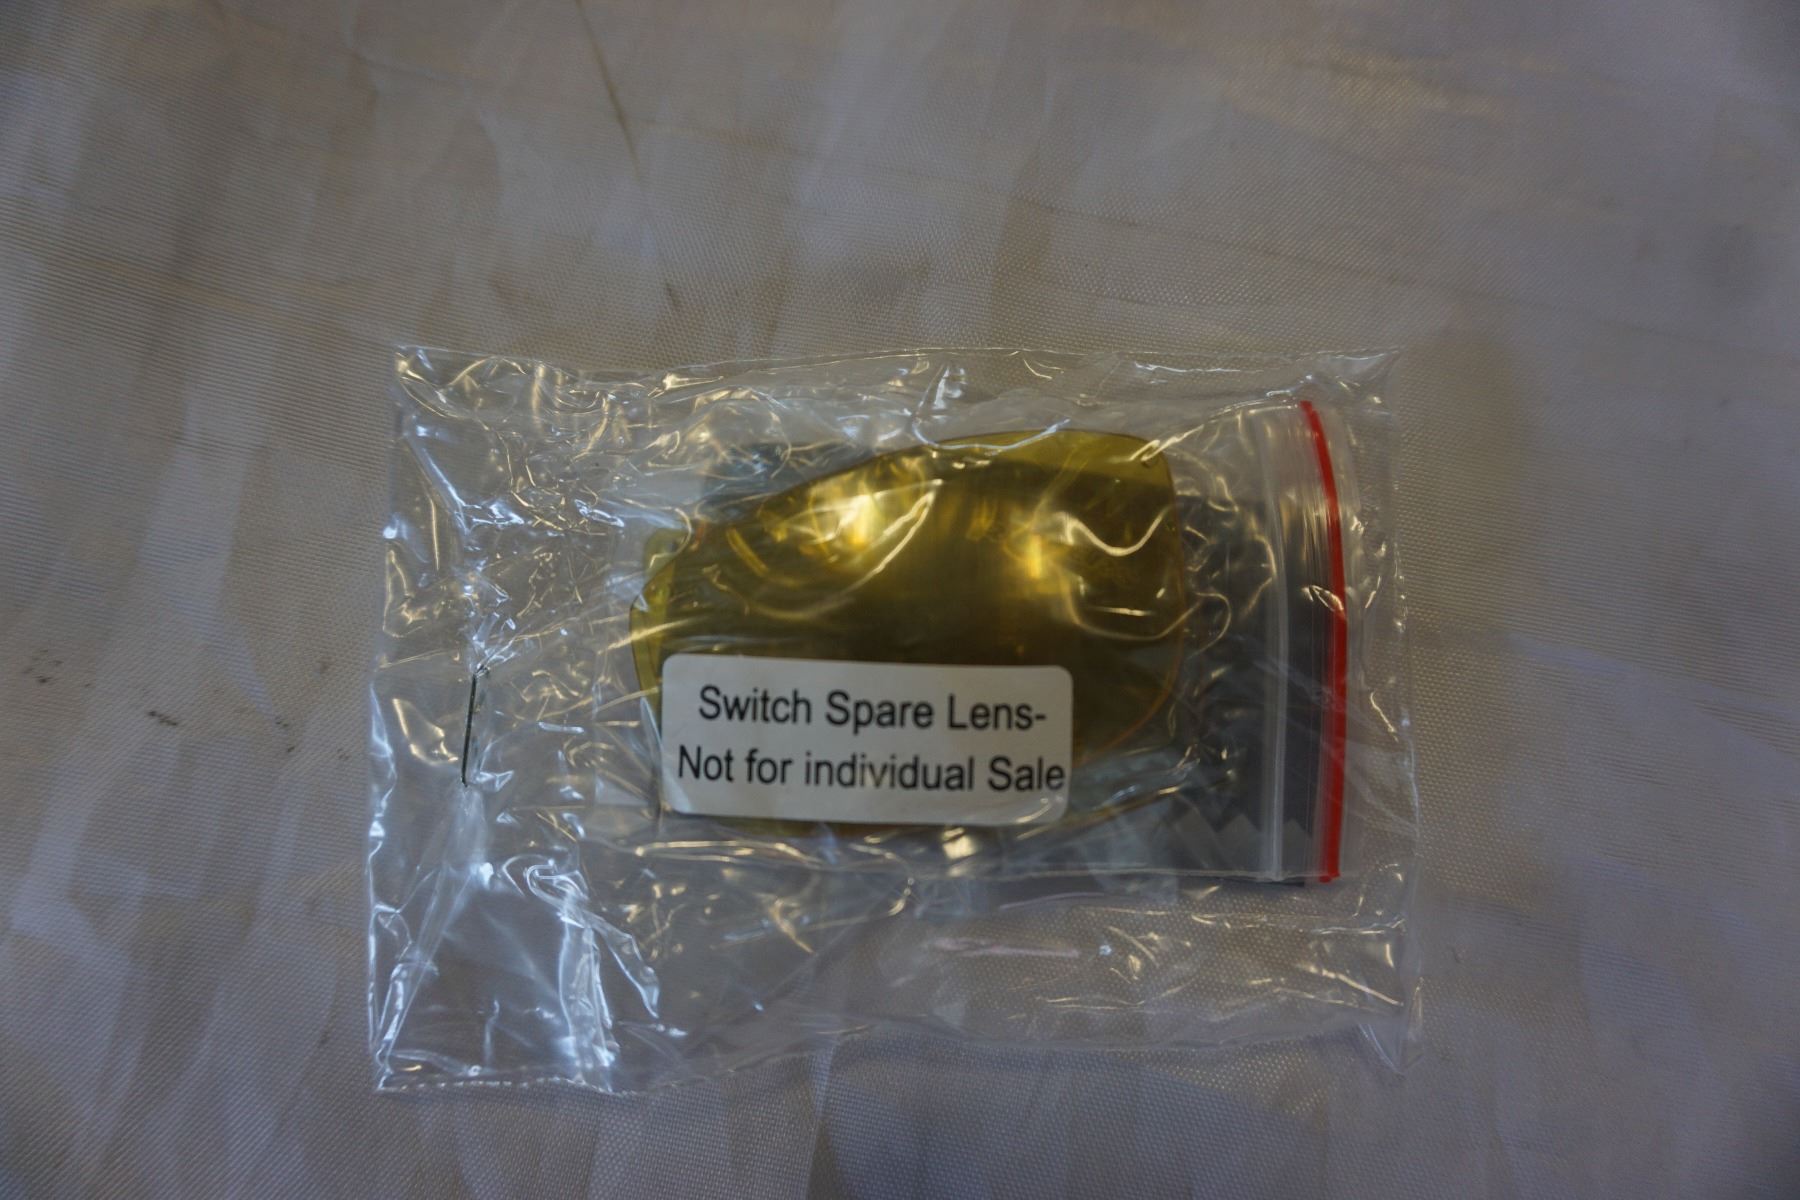 Switch Spare Lens-
Not for individual Sale